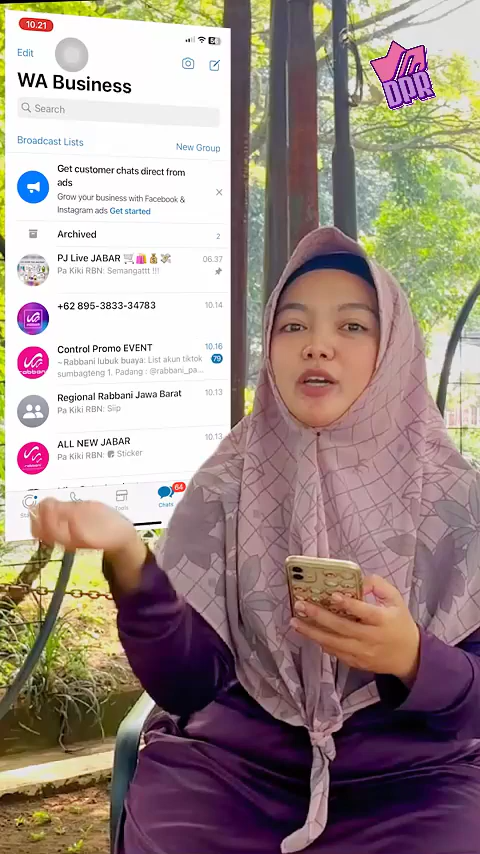 10.21
Edit
WA Business
Search
Broadcast Lists
New Group
Get customer chats direct from
ads
Grow your business with Facebook &
Instagram ads Get started
Archived
2
PJ Live JABAR
06.37
Pa Kiki RBN: Semangattt !!!
+62 895-3833-34783
10.14
Control Promo EVENT
10.16
~Rabbani lubuk buaya: List akun tiktok
79
sumbagteng 1. Padang : @rabbani_pa...
Regional Rabbani Jawa Barat
10.13
Pa Kiki RBN: Siip
ALL NEW JABAR
10.13
Pa Kiki RBN: Sticker
rabbani
rabbani
Tools
Chats
64
DPR